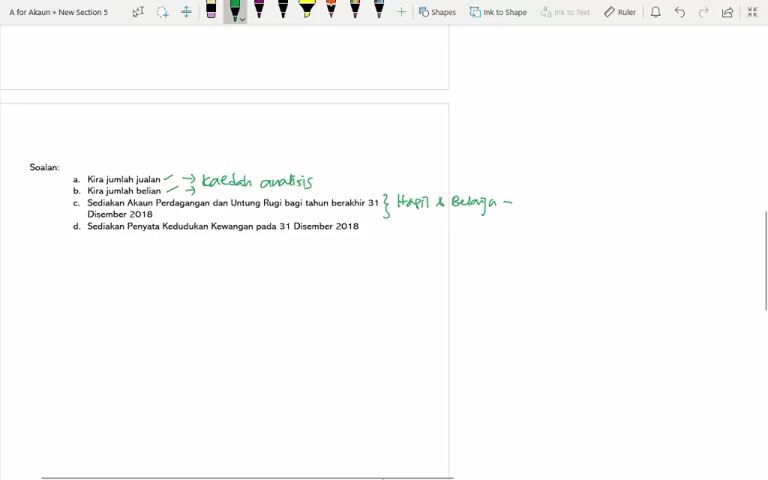 A for Akaun > New Section 5
Shapes
Ink to Shape
Ink to Text
Ruler
Soalan:
a. Kira jumlah jualan → kaedah analisis
b. Kira jumlah belian →
c. Sediakan Akaun Perdagangan dan Untung Rugi bagi tahun berakhir 31 } Hasil & Belanja -
Disember 2018
d. Sediakan Penyata Kedudukan Kewangan pada 31 Disember 2018